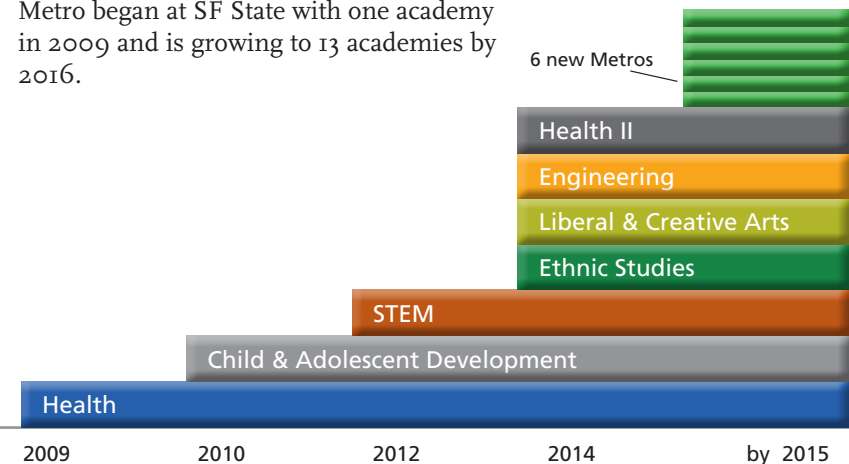 Metro began at SF State with one academy
in 2009 and is growing to 13 academies by
2016.
6 new Metros
Health II
Engineering
Liberal & Creative Arts
Ethnic Studies
STEM
Child & Adolescent Development
Health
2009 2010 2012 2014 by 2015